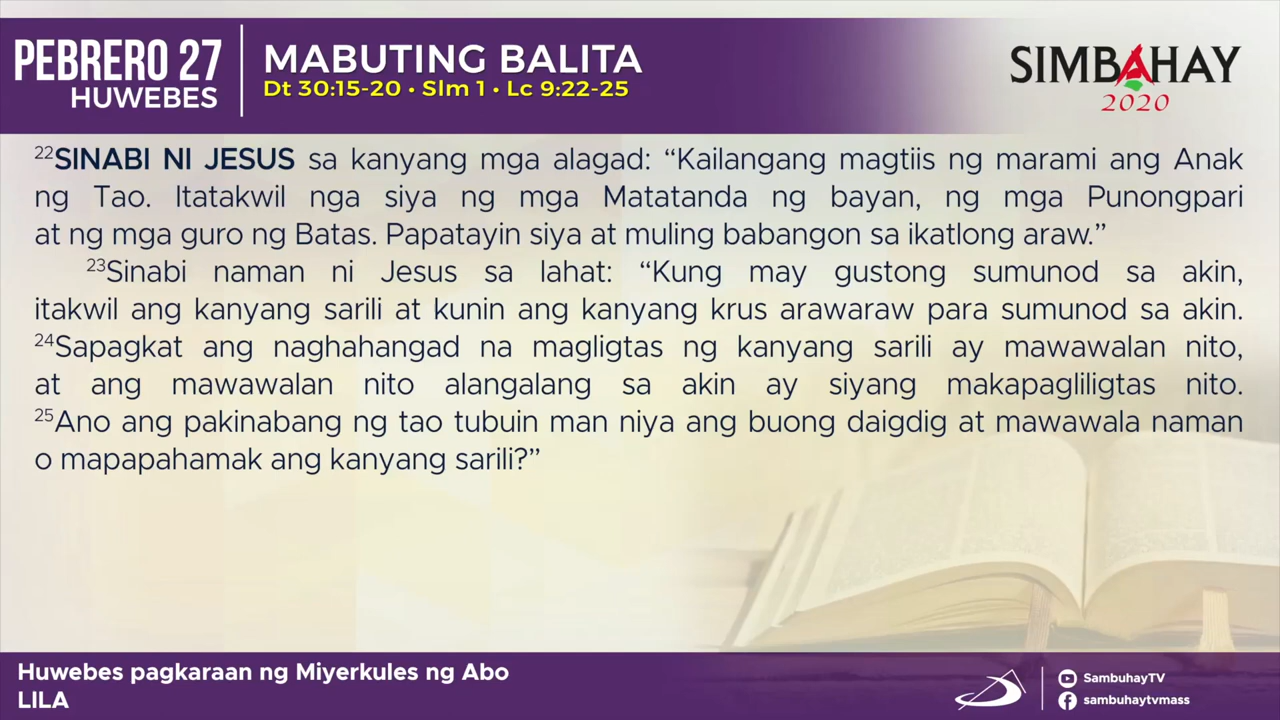 PEBRERO 27
HUWEBES
MABUTING BALITA
Dt 30:15-20 • Slm 1 • Lc 9:22-25
SIMBAHAY
2020
22SINABI NI JESUS sa kanyang mga alagad: “Kailangang magtiis ng marami ang Anak
ng Tao. Itatakwil nga siya ng mga Matatanda ng bayan, ng mga Punongpari
at ng mga guro ng Batas. Papatayin siya at muling babangon sa ikatlong araw.”
23Sinabi naman ni Jesus sa lahat: “Kung may gustong sumunod sa akin,
itakwil ang kanyang sarili at kunin ang kanyang krus arawaraw para sumunod sa akin.
24Sapagkat ang naghahangad na magligtas ng kanyang sarili ay mawawalan nito,
at ang mawawalan nito alangalang sa akin ay siyang makapagliligtas nito.
25Ano ang pakinabang ng tao tubuin man niya ang buong daigdig at mawawala naman
o mapapahamak ang kanyang sarili?”
Huwebes pagkaraan ng Miyerkules ng Abo
LILA
SambuhayTV
sambuhaytvmass